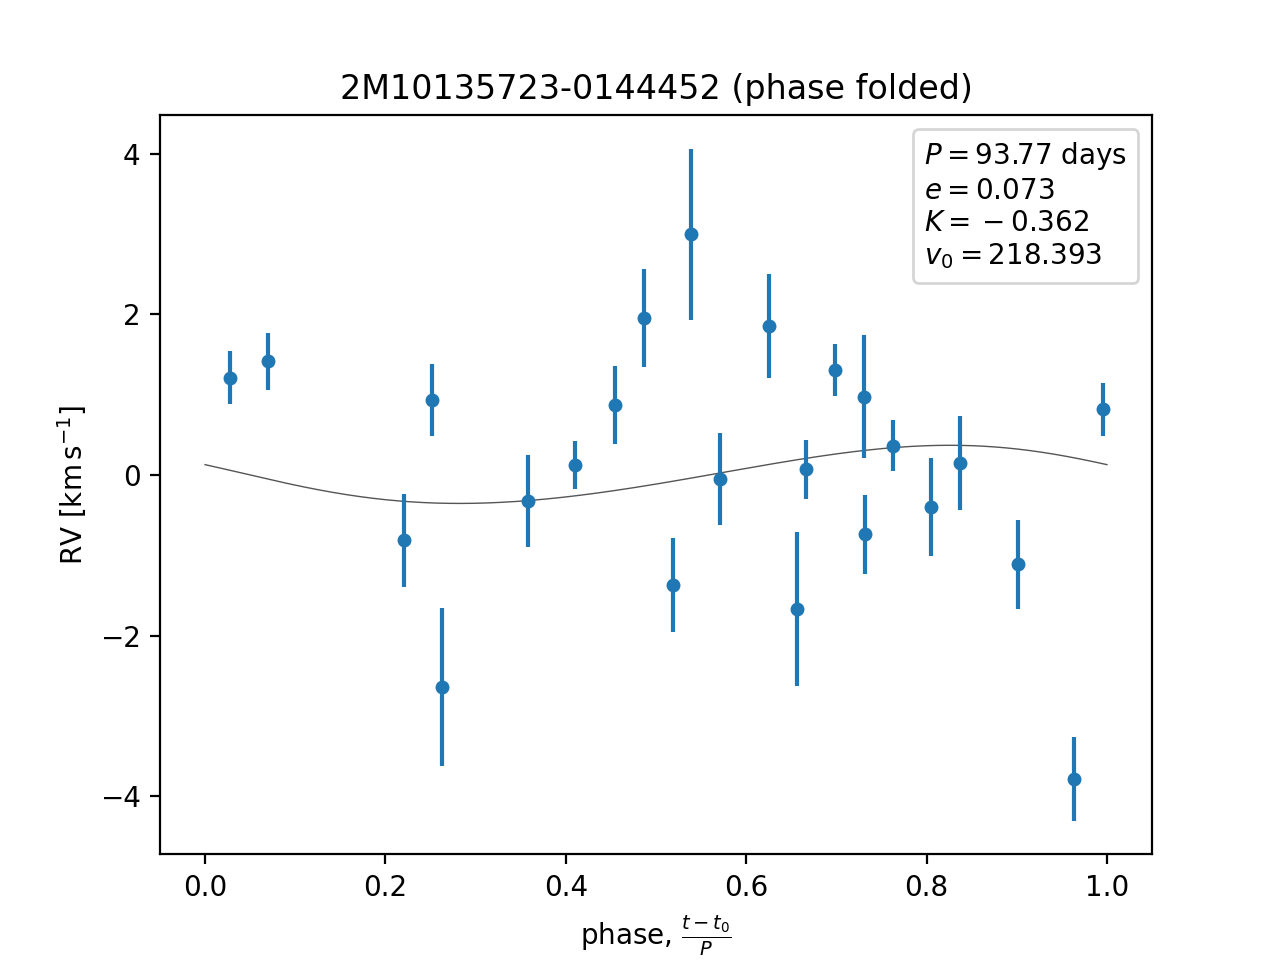 2M10135723-0144452 (phase folded)
P = 93.77 days
e = 0.073
K = −0.362
v₀ = 218.393
4
2
0
−2
−4
RV [km s⁻¹]
0.0 0.2 0.4 0.6 0.8 1.0
phase, (t − t₀)/P